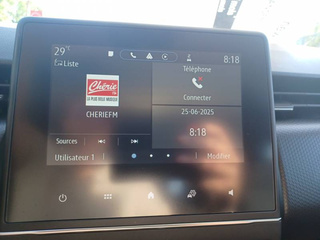 29°
8:18
Liste
Téléphone
Chérie
FM
LA PLUS BELLE MUSIQUE
Connecter
CHERIEFM
25-06-2025
8:18
Sources
Utilisateur 1
Modifier